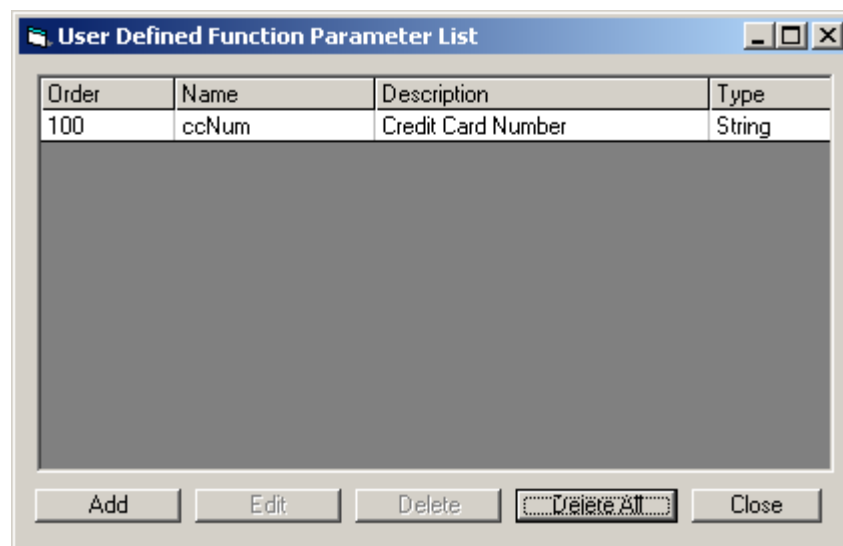 User Defined Function Parameter List
Order Name Description Type
100 ccNum Credit Card Number String
Add Edit Delete Delete All Close